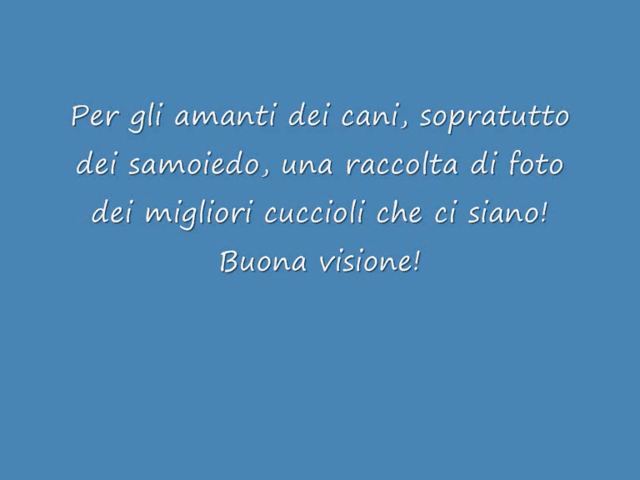 Per gli amanti dei cani, sopratutto
dei samoiedo, una raccolta di foto
dei migliori cuccioli che ci siano!
Buona visione!